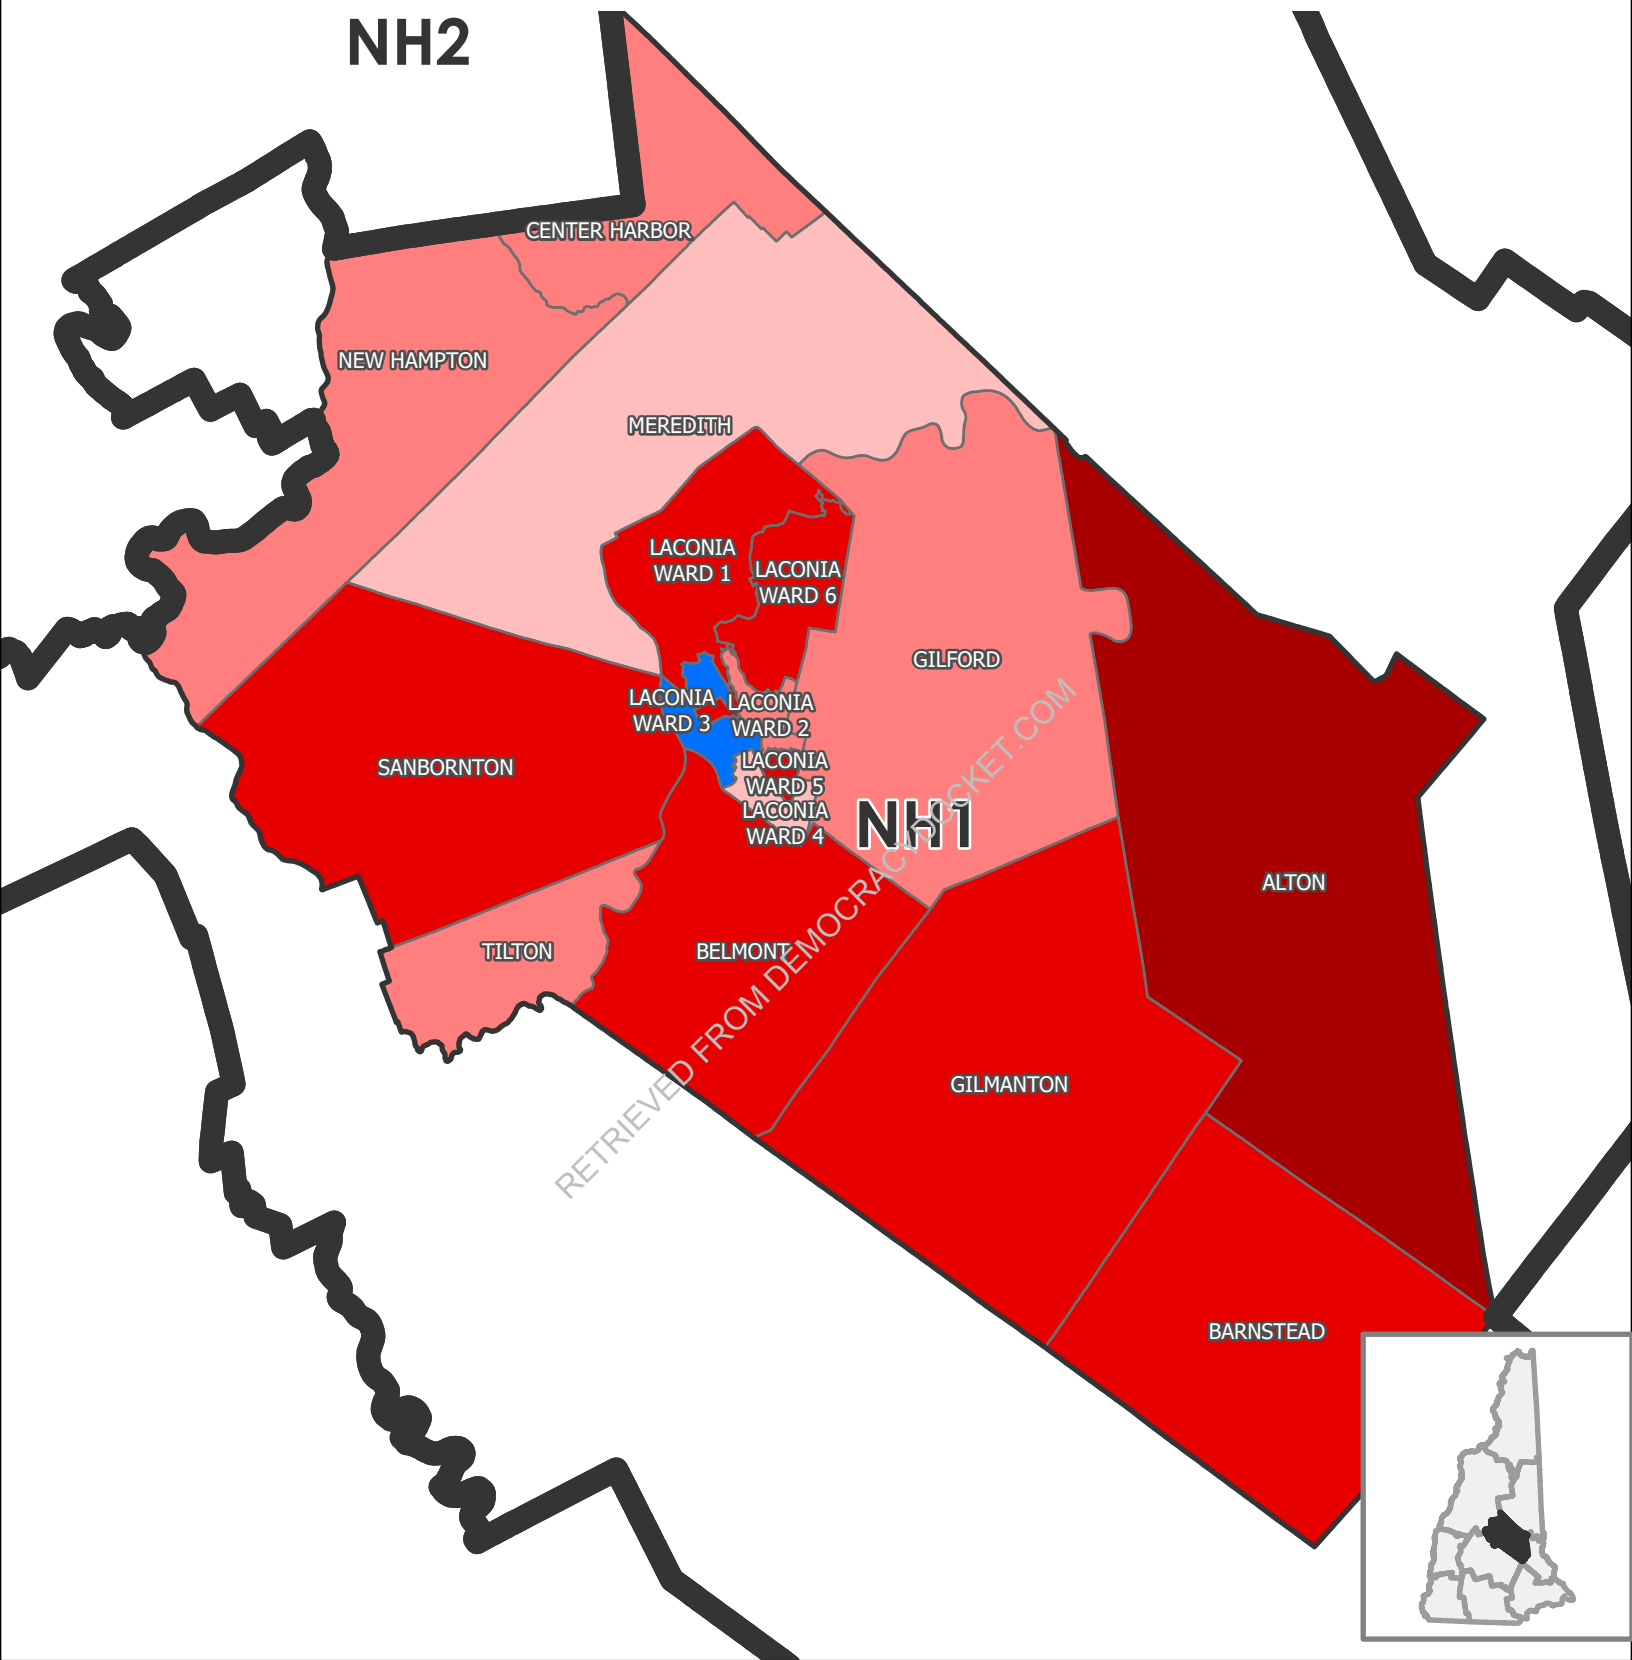 NH2
CENTER HARBOR
NEW HAMPTON
MEREDITH
LACONIA
WARD 1
LACONIA
WARD 6
GILFORD
LACONIA
WARD 3
LACONIA
WARD 2
SANBORNTON
LACONIA
WARD 5
LACONIA
WARD 4
NH1
ALTON
TILTON
BELMONT
GILMANTON
BARNSTEAD
RETRIEVED FROM DEMOCRACYDOCKET.COM